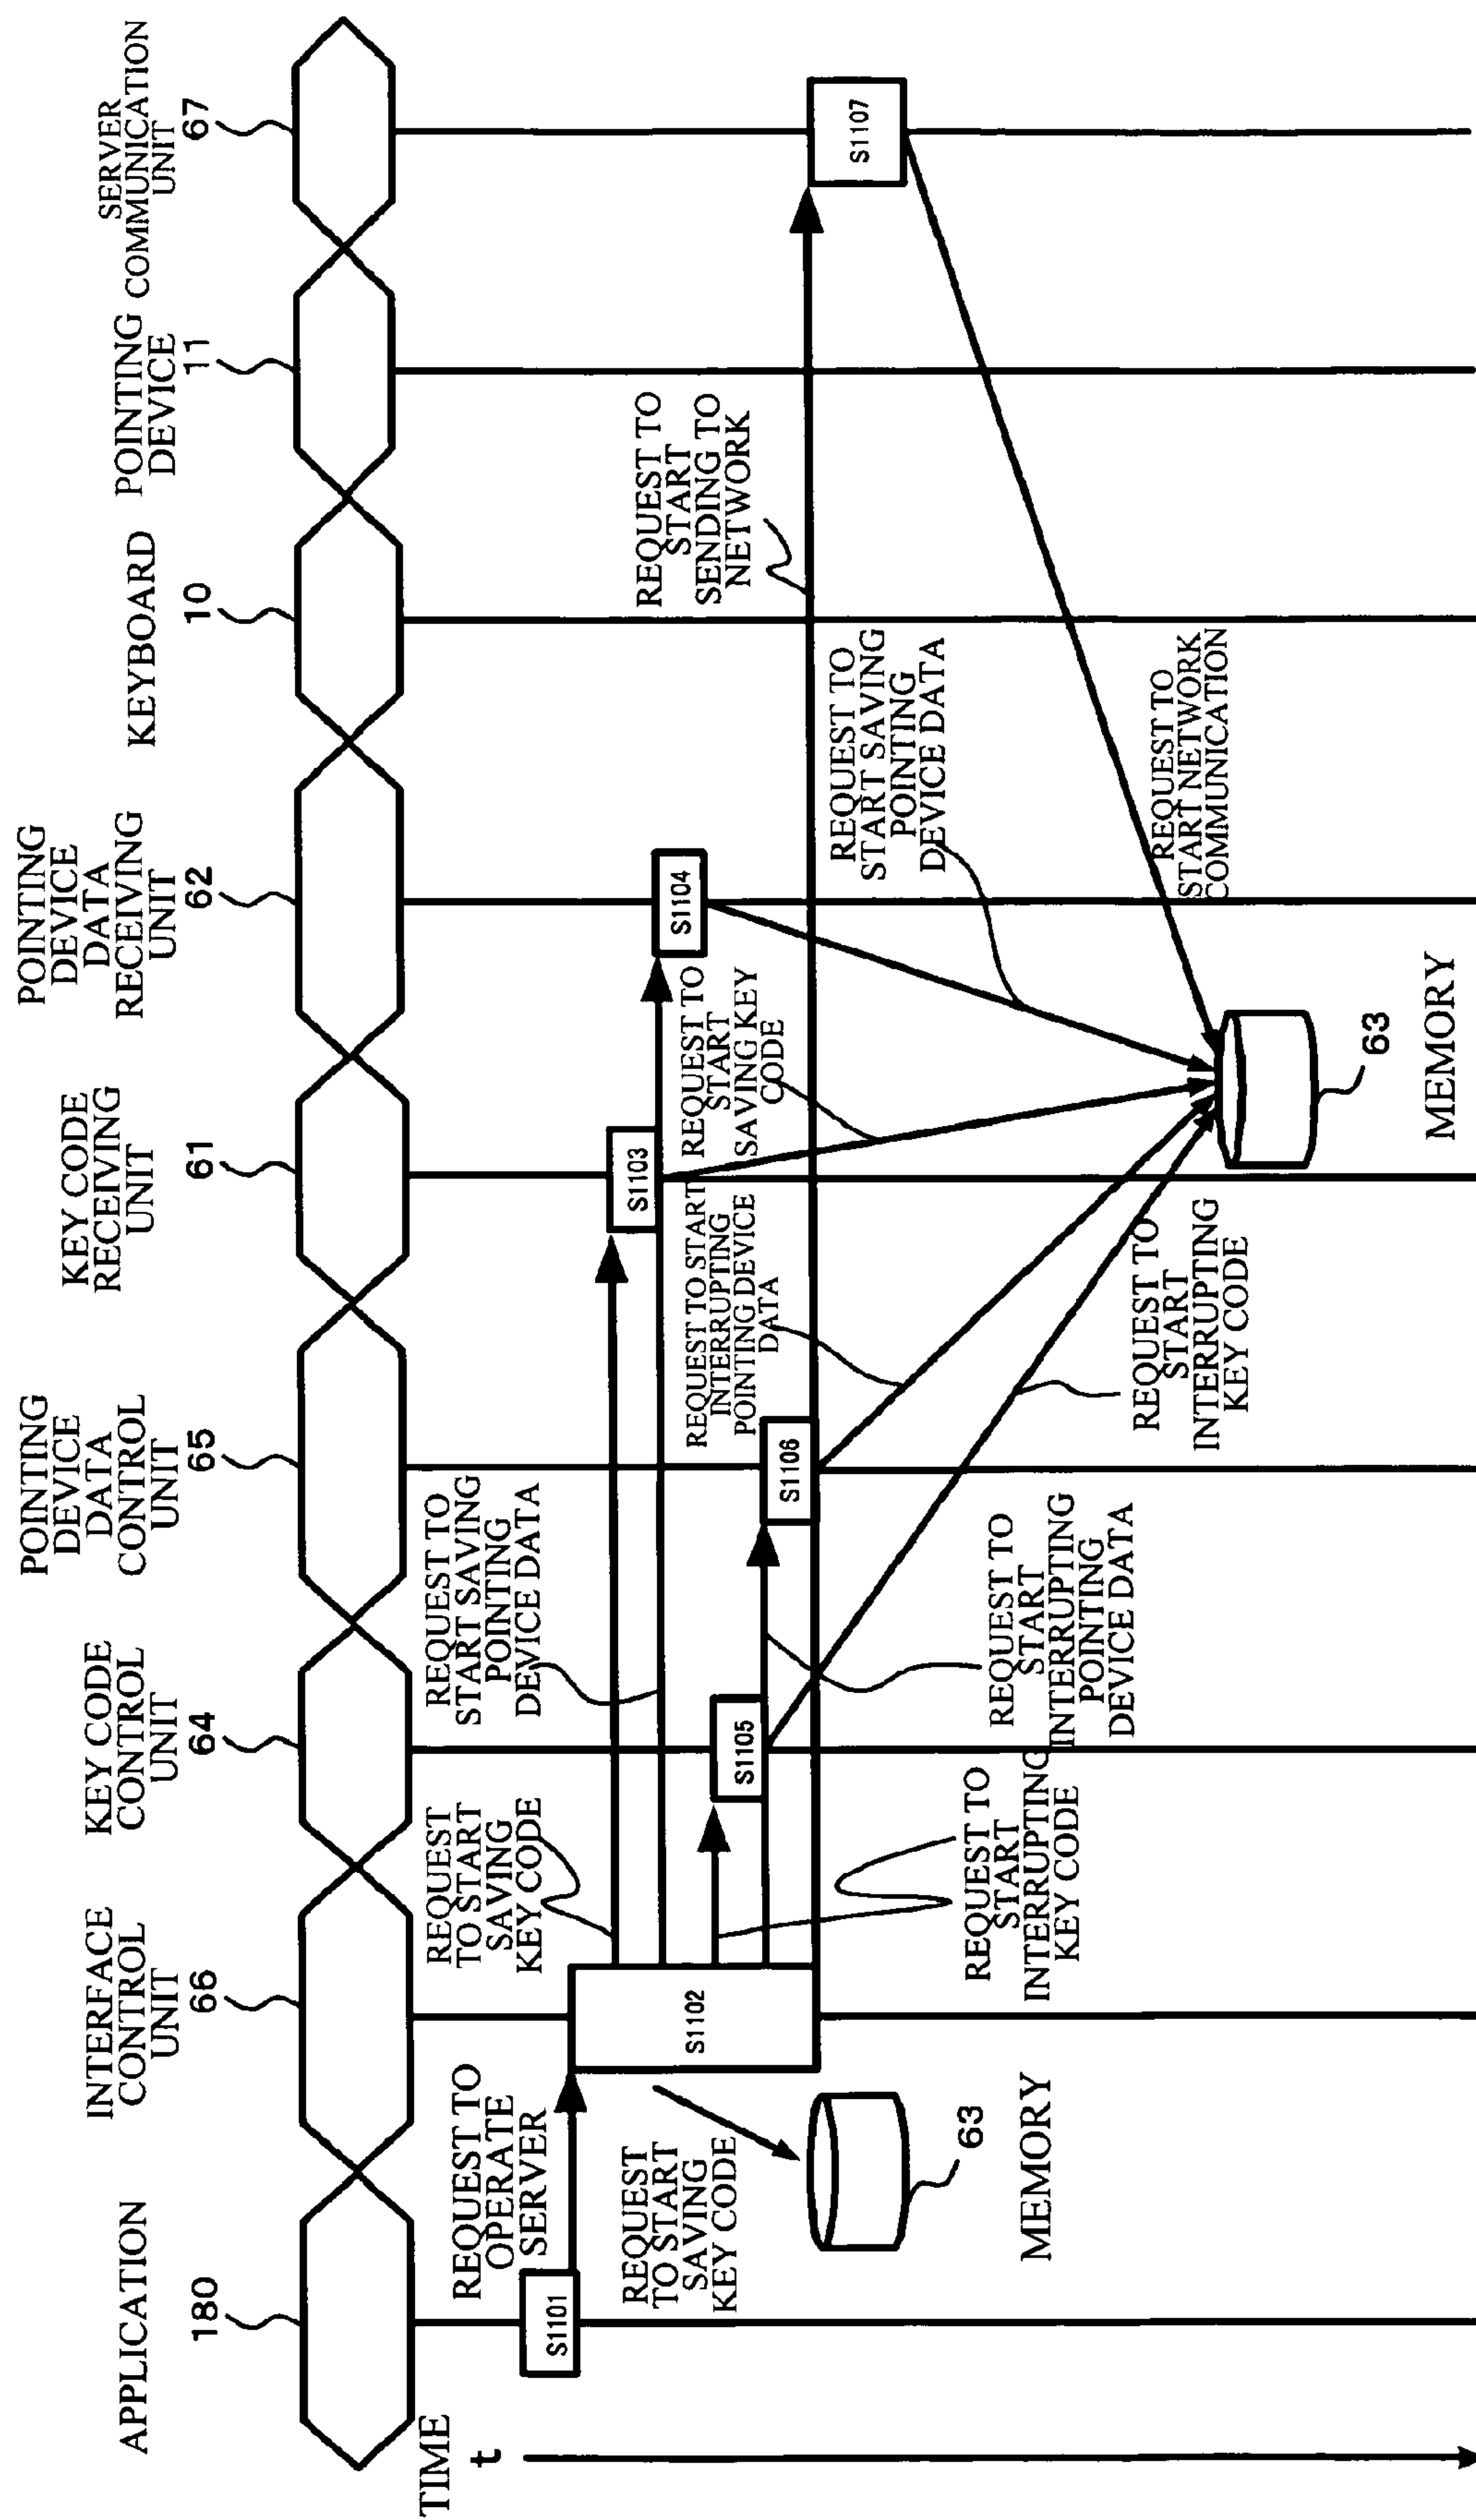 APPLICATION
180
INTERFACE
CONTROL
UNIT
66
KEY CODE
CONTROL
UNIT
64
POINTING
DEVICE
DATA
CONTROL
UNIT
65
KEY CODE
RECEIVING
UNIT
61
POINTING
DEVICE
DATA
RECEIVING
UNIT
62
KEYBOARD
10
POINTING
DEVICE
11
SERVER
COMMUNICATION
UNIT
67
TIME
t
S1101
REQUEST TO
OPERATE
SERVER
S1102
REQUEST
TO START
SAVING
KEY CODE
MEMORY
63
REQUEST
TO START
SAVING
KEY CODE
S1103
REQUEST TO
START SAVING
POINTING
DEVICE DATA
S1104
REQUEST TO
START
INTERRUPTING
KEY CODE
S1105
REQUEST TO
START
INTERRUPTING
POINTING
DEVICE DATA
S1106
REQUEST TO START
INTERRUPTING
POINTING DEVICE
DATA
REQUEST TO
START
SAVING KEY
CODE
REQUEST TO
START
INTERRUPTING
KEY CODE
REQUEST TO
START
SENDING TO
NETWORK
S1107
REQUEST TO
START SAVING
POINTING
DEVICE DATA
REQUEST TO
START NETWORK
COMMUNICATION
63
MEMORY